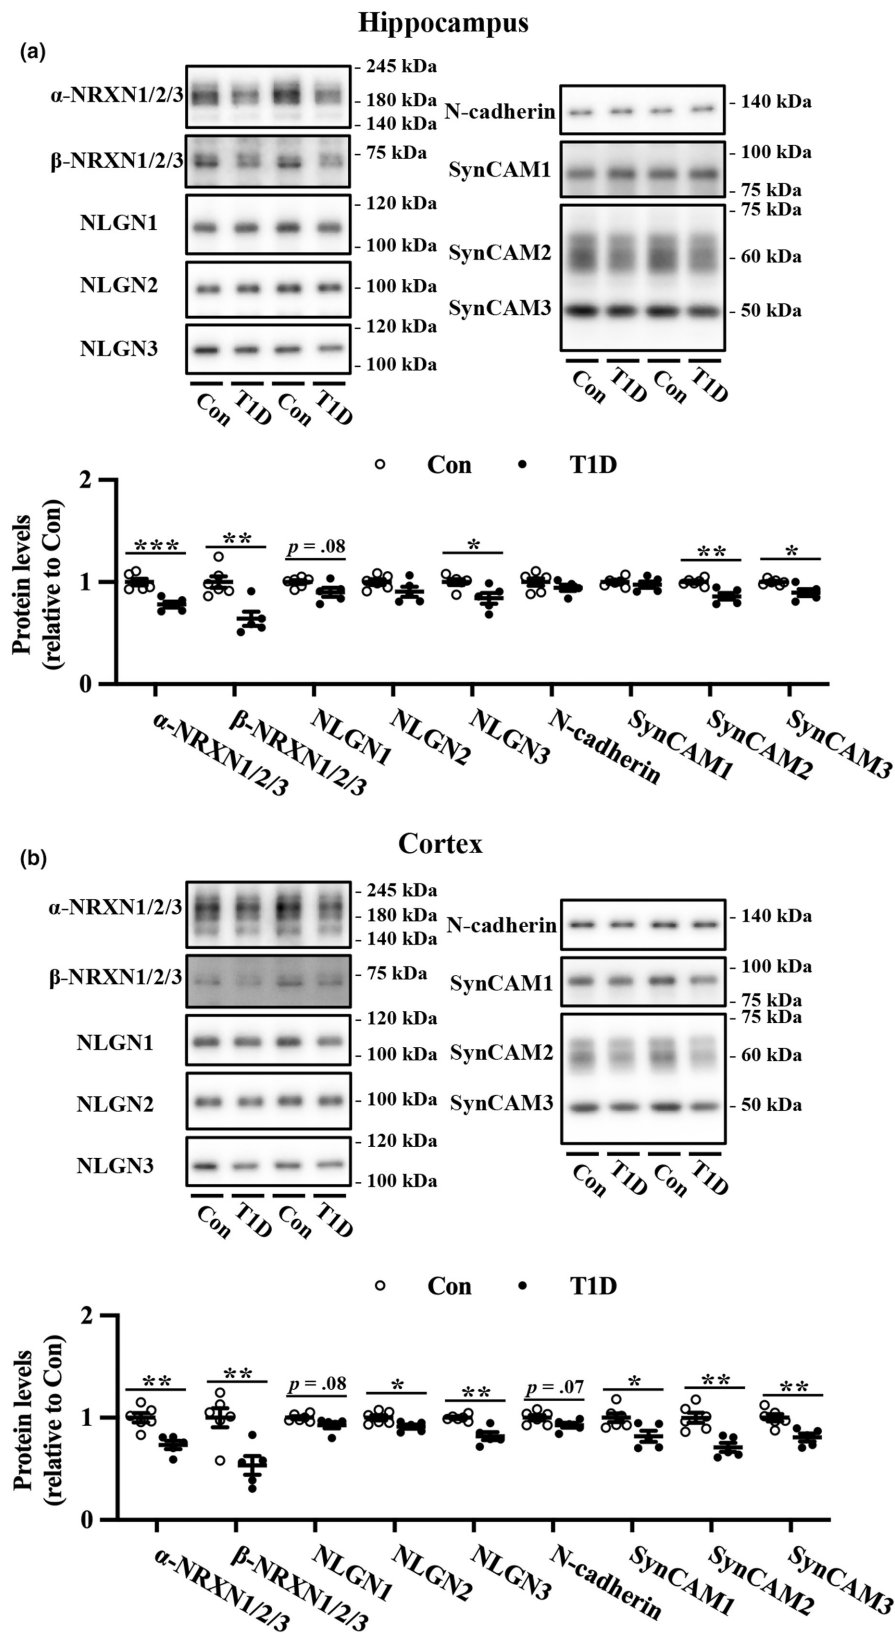 Hippocampus
(a)
α-NRXN1/2/3
- 245 kDa
- 180 kDa
- 140 kDa
β-NRXN1/2/3
- 75 kDa
NLGN1
- 120 kDa
- 100 kDa
NLGN2
- 100 kDa
NLGN3
- 120 kDa
- 100 kDa
Con T1D Con T1D
N-cadherin
- 140 kDa
SynCAM1
- 100 kDa
- 75 kDa
- 75 kDa
SynCAM2
- 60 kDa
SynCAM3
- 50 kDa
Con T1D Con T1D
Con T1D
Protein levels
(relative to Con)
2
1
0
*** ** p = .08 * ** *
α-NRXN1/2/3 β-NRXN1/2/3 NLGN1 NLGN2 NLGN3 N-cadherin SynCAM1 SynCAM2 SynCAM3
Cortex
(b)
α-NRXN1/2/3
- 245 kDa
- 180 kDa
- 140 kDa
β-NRXN1/2/3
- 75 kDa
NLGN1
- 120 kDa
- 100 kDa
NLGN2
- 100 kDa
NLGN3
- 120 kDa
- 100 kDa
Con T1D Con T1D
N-cadherin
- 140 kDa
SynCAM1
- 100 kDa
- 75 kDa
- 75 kDa
SynCAM2
- 60 kDa
SynCAM3
- 50 kDa
Con T1D Con T1D
Con T1D
Protein levels
(relative to Con)
2
1
0
** ** p = .08 * ** p = .07 * ** **
α-NRXN1/2/3 β-NRXN1/2/3 NLGN1 NLGN2 NLGN3 N-cadherin SynCAM1 SynCAM2 SynCAM3